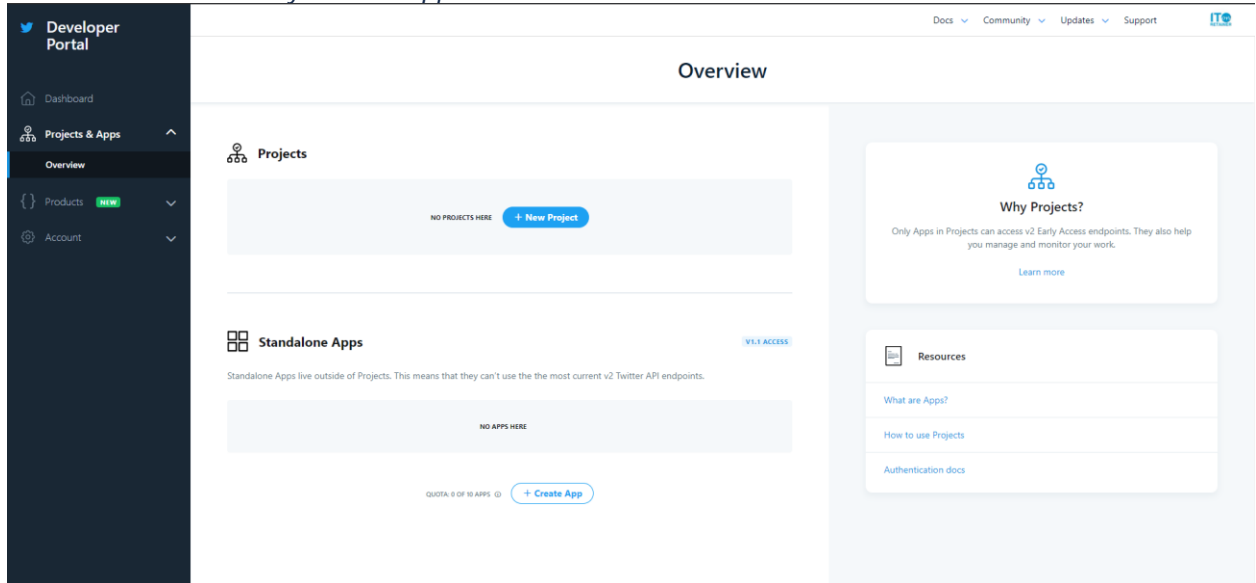 Developer
Portal
Docs
Community
Updates
Support
ITO
Overview
Dashboard
Projects & Apps
Overview
Products NEW
Account
Projects
NO PROJECTS HERE
+ New Project
Standalone Apps
V1.1 ACCESS
Standalone Apps live outside of Projects. This means that they can't use the the most current v2 Twitter API endpoints.
NO APPS HERE
QUOTA: 0 OF 10 APPS
+ Create App
Why Projects?
Only Apps in Projects can access v2 Early Access endpoints. They also help
you manage and monitor your work.
Learn more
Resources
What are Apps?
How to use Projects
Authentication docs